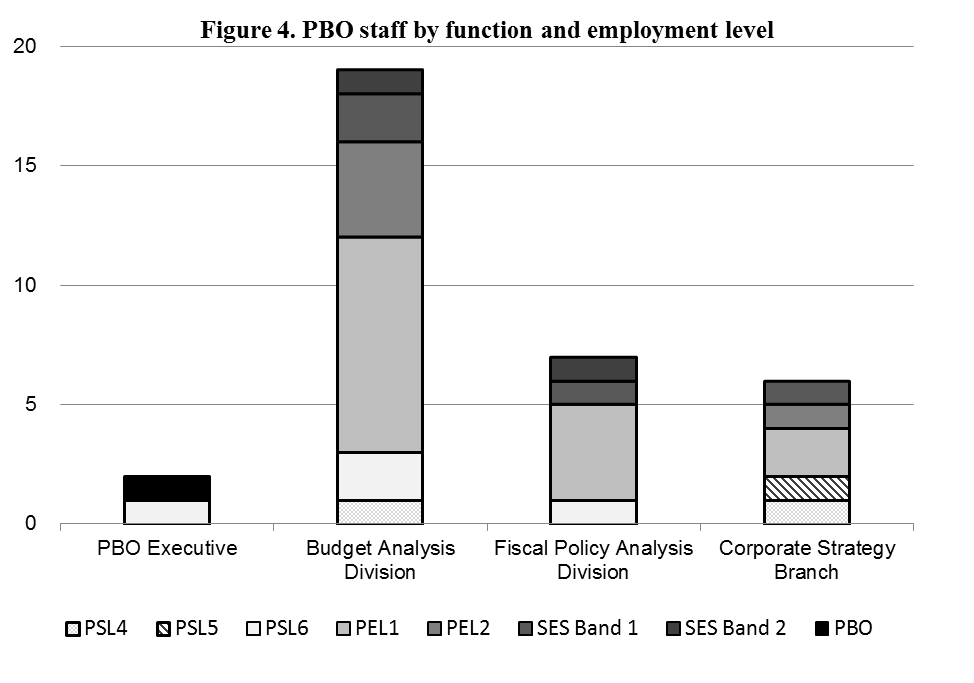 Figure 4. PBO staff by function and employment level
20
15
10
5
0
PBO Executive
Budget Analysis
Division
Fiscal Policy Analysis
Division
Corporate Strategy
Branch
PSL4 PSL5 PSL6 PEL1 PEL2 SES Band 1 SES Band 2 PBO